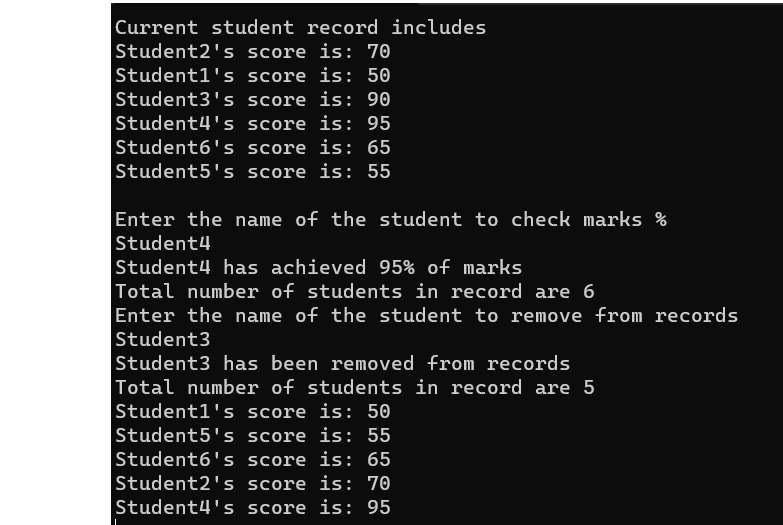 Current student record includes
Student2's score is: 70
Student1's score is: 50
Student3's score is: 90
Student4's score is: 95
Student6's score is: 65
Student5's score is: 55
Enter the name of the student to check marks %
Student4
Student4 has achieved 95% of marks
Total number of students in record are 6
Enter the name of the student to remove from records
Student3
Student3 has been removed from records
Total number of students in record are 5
Student1's score is: 50
Student5's score is: 55
Student6's score is: 65
Student2's score is: 70
Student4's score is: 95